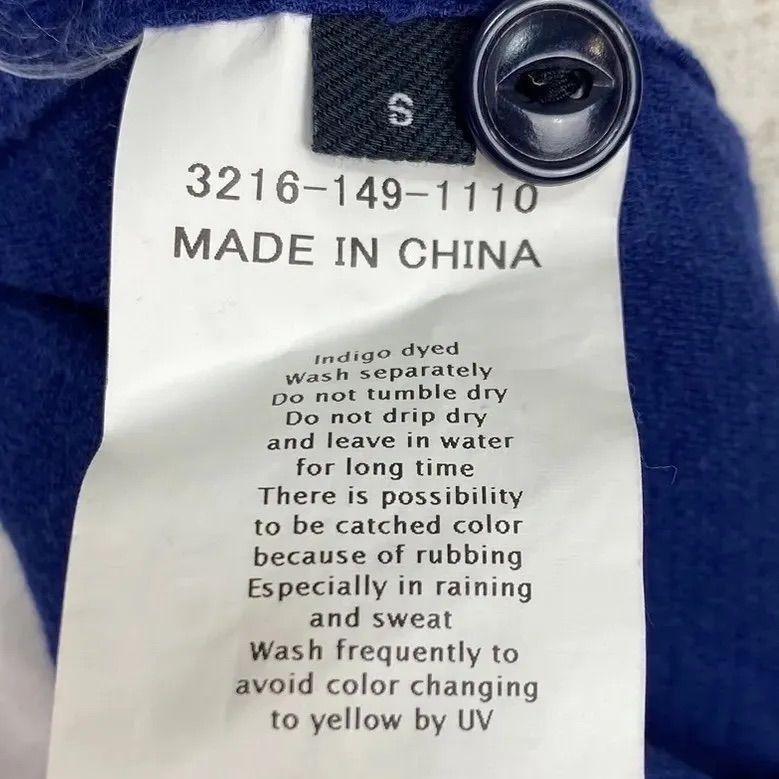 S
3216-149-1110
MADE IN CHINA
Indigo dyed
Wash separately
Do not tumble dry
Do not drip dry
and leave in water
for long time
There is possibility
to be catched color
because of rubbing
Especially in raining
and sweat
Wash frequently to
avoid color changing
to yellow by UV